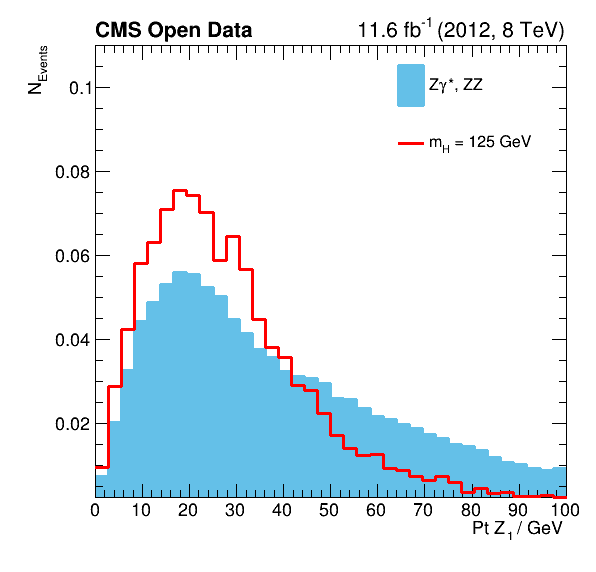 CMS Open Data 11.6 fb⁻¹ (2012, 8 TeV)
N_Events
Zγ*, ZZ
m_H = 125 GeV
0.1
0.08
0.06
0.04
0.02
0 10 20 30 40 50 60 70 80 90 100
Pt Z₁ / GeV